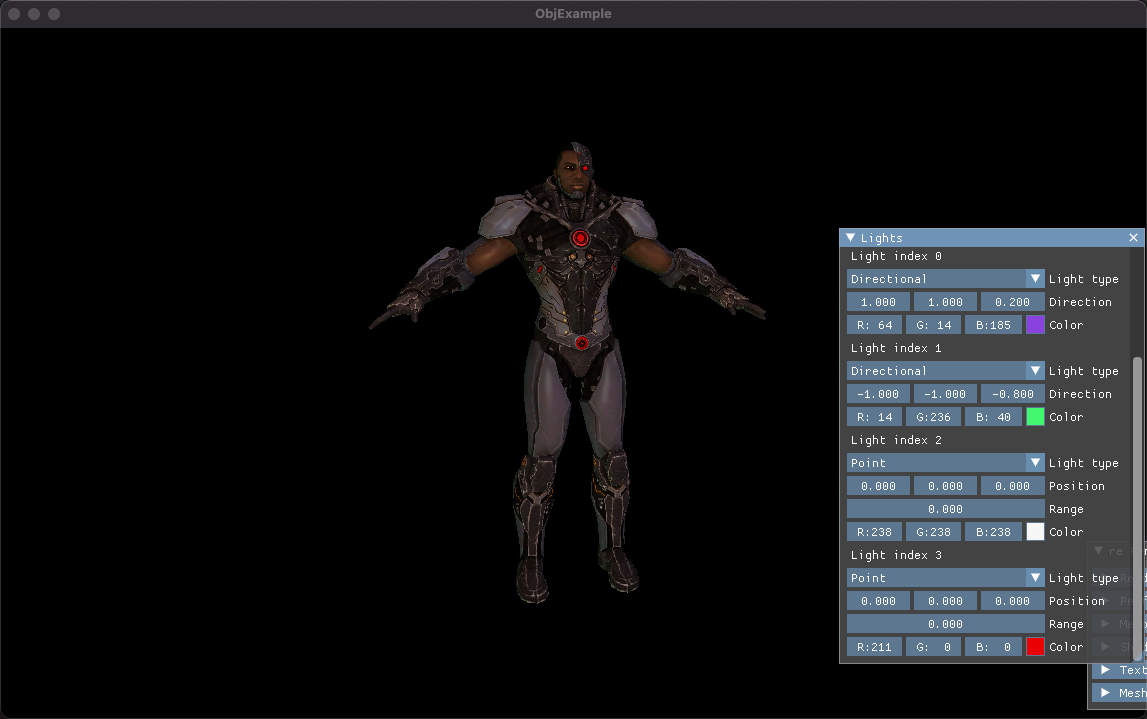 ObjExample
Lights
Light index 0
Directional Light type
1.000 1.000 0.200 Direction
R: 64 G: 14 B:185 Color
Light index 1
Directional Light type
-1.000 -1.000 -0.800 Direction
R: 14 G:236 B: 40 Color
Light index 2
Point Light type
0.000 0.000 0.000 Position
0.000 Range
R:238 G:238 B:238 Color
Light index 3
Point Light type
0.000 0.000 0.000 Position
0.000 Range
R:211 G: 0 B: 0 Color
Text
Mesh